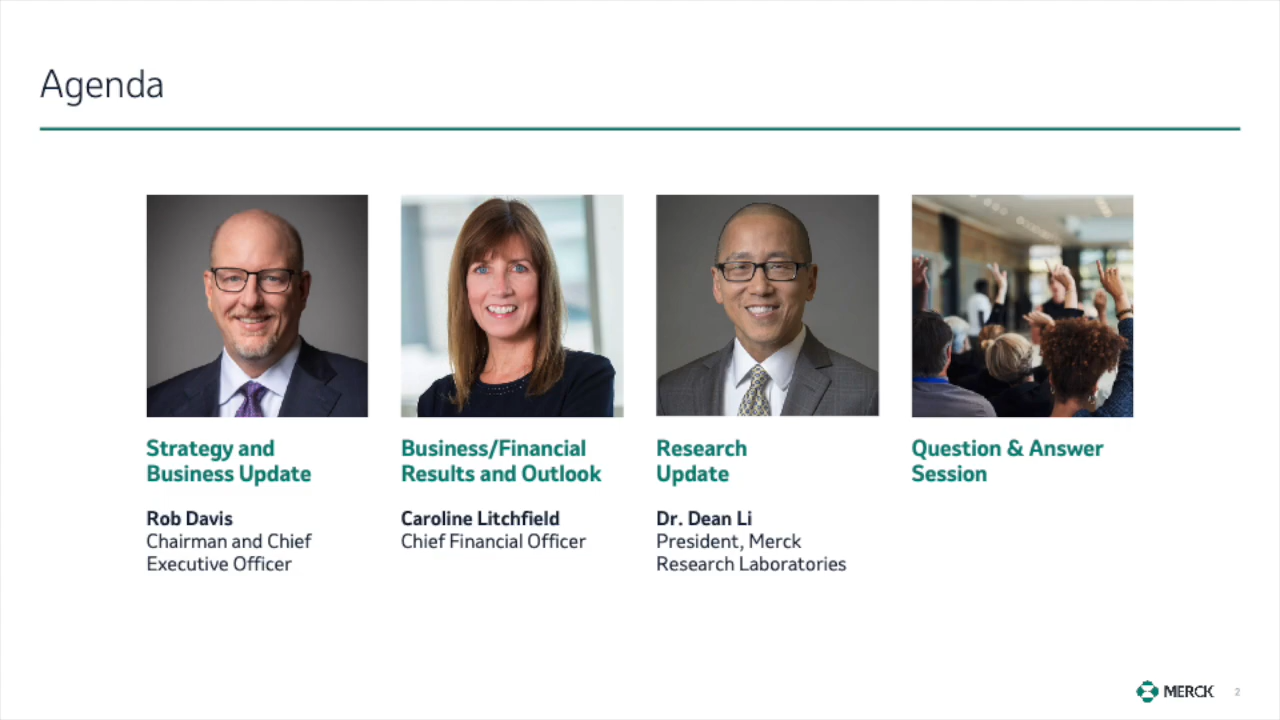 Agenda
Strategy and
Business Update
Rob Davis
Chairman and Chief
Executive Officer
Business/Financial
Results and Outlook
Caroline Litchfield
Chief Financial Officer
Research
Update
Dr. Dean Li
President, Merck
Research Laboratories
Question & Answer
Session
MERCK
2